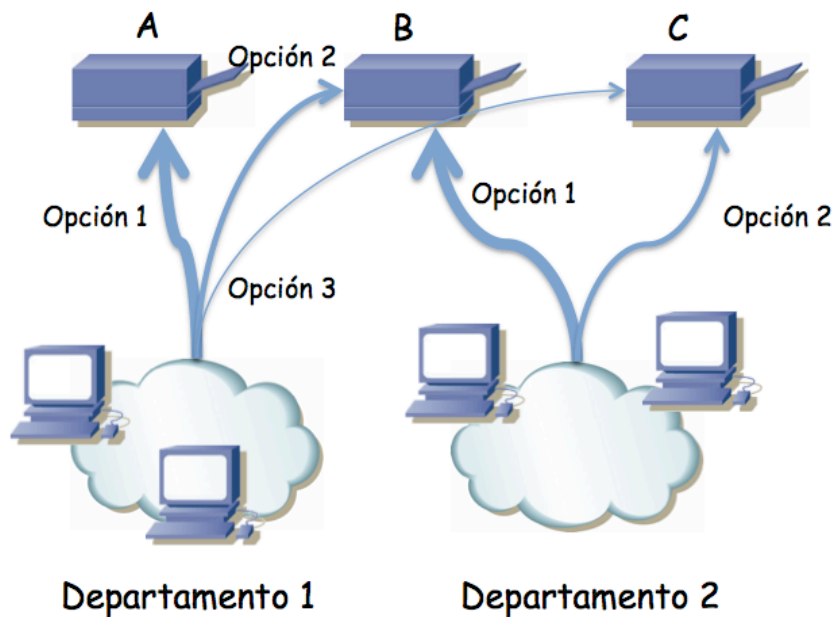 A
B
C
Opción 2
Opción 1
Opción 1
Opción 2
Opción 3
Departamento 1
Departamento 2